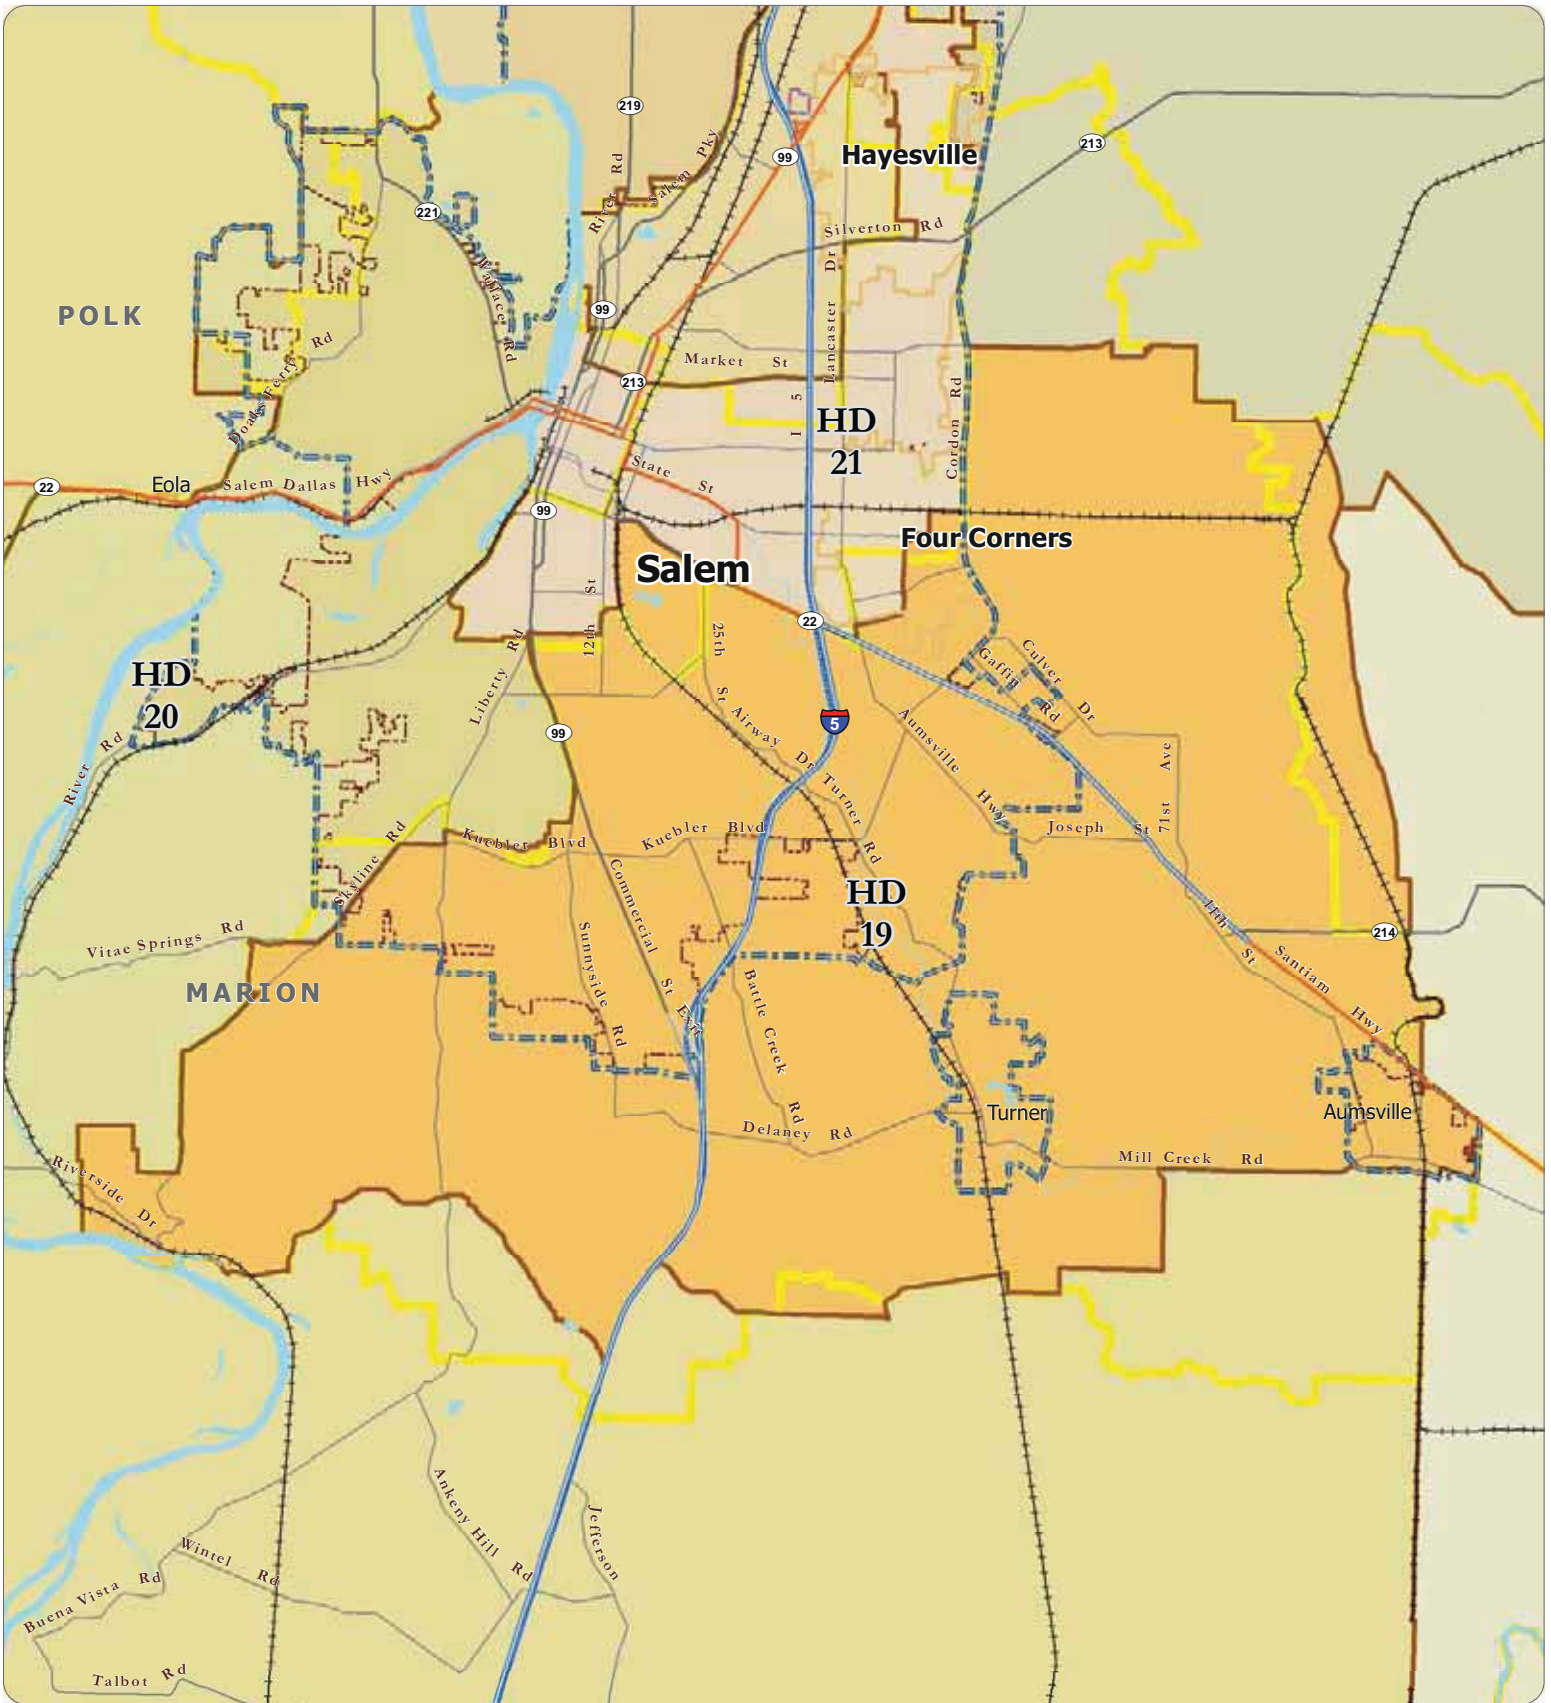 219
99
Hayesville
213
River Rd
Salem Pky
221
Silverton Rd
Wallace Rd
POLK
99
Lancaster Dr
Doaks Ferry Rd
Market St
213
Cordon Rd
I 5
HD
21
22
Eola
Salem Dallas Hwy
State St
99
Four Corners
Salem
12th St
22
25th St
Liberty Rd
Culver Dr
Gaffin Rd
HD
20
99
5
River Rd
Airway Dr
Aumsville Hwy
Turner Rd
71st Ave
Kuebler Blvd
Kuebler Blvd
Joseph St
Skyline Rd
Commercial St
HD
19
11th St
214
Vitae Springs Rd
Sunnyside Rd
Santiam Hwy
MARION
Battle Creek Rd
Exit
Turner
Aumsville
Delaney Rd
Mill Creek Rd
Riverside Dr
Ankeny Hill Rd
Jefferson
Wintel Rd
Buena Vista Rd
Talbot Rd